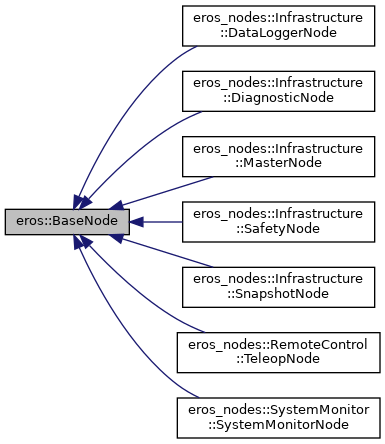 eros_nodes::Infrastructure
::DataLoggerNode
eros_nodes::Infrastructure
::DiagnosticNode
eros_nodes::Infrastructure
::MasterNode
eros::BaseNode
eros_nodes::Infrastructure
::SafetyNode
eros_nodes::Infrastructure
::SnapshotNode
eros_nodes::RemoteControl
::TeleopNode
eros_nodes::SystemMonitor
::SystemMonitorNode